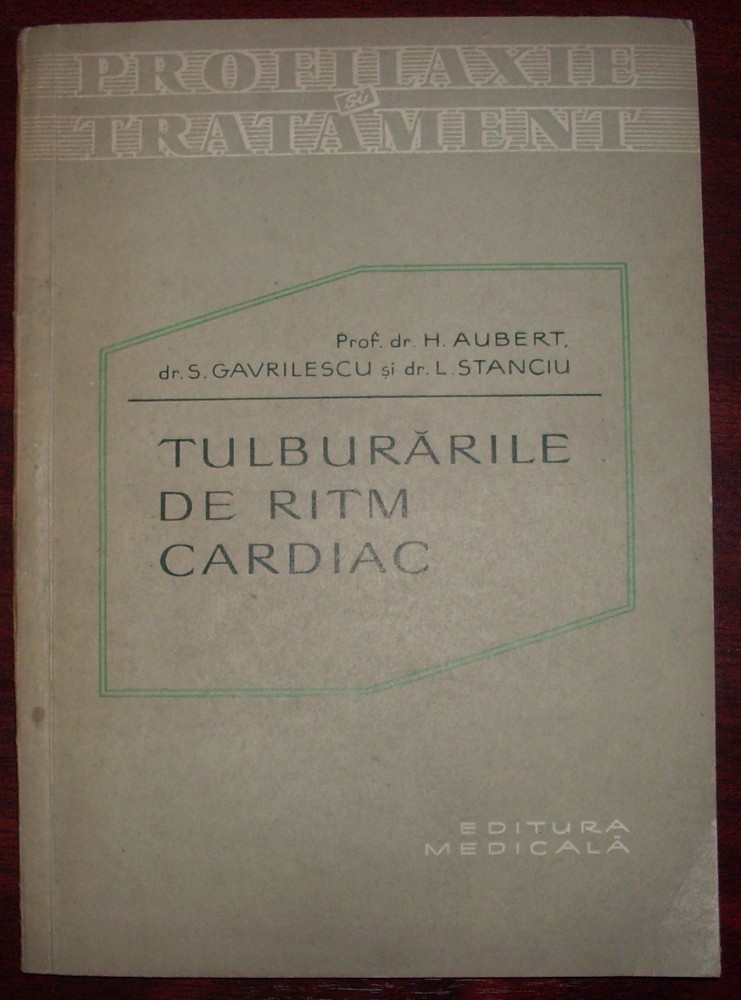 PROFILAXIE
și
TRATAMENT
Prof. dr. H. AUBERT,
dr. S. GAVRILESCU și dr. L. STANCIU
TULBURĂRILE
DE RITM
CARDIAC
EDITURA
MEDICALĂ